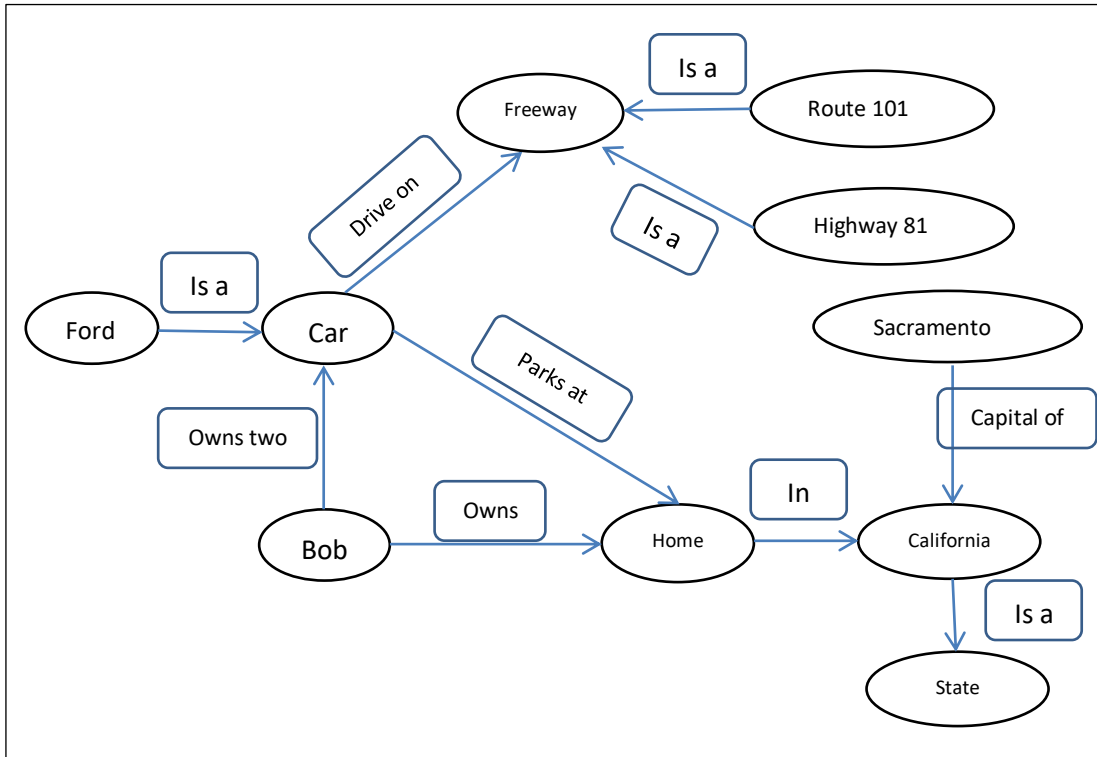 Is a
Freeway
Route 101
Drive on
Is a
Highway 81
Is a
Ford
Car
Sacramento
Parks at
Owns two
Capital of
In
Owns
Bob
Home
California
Is a
State